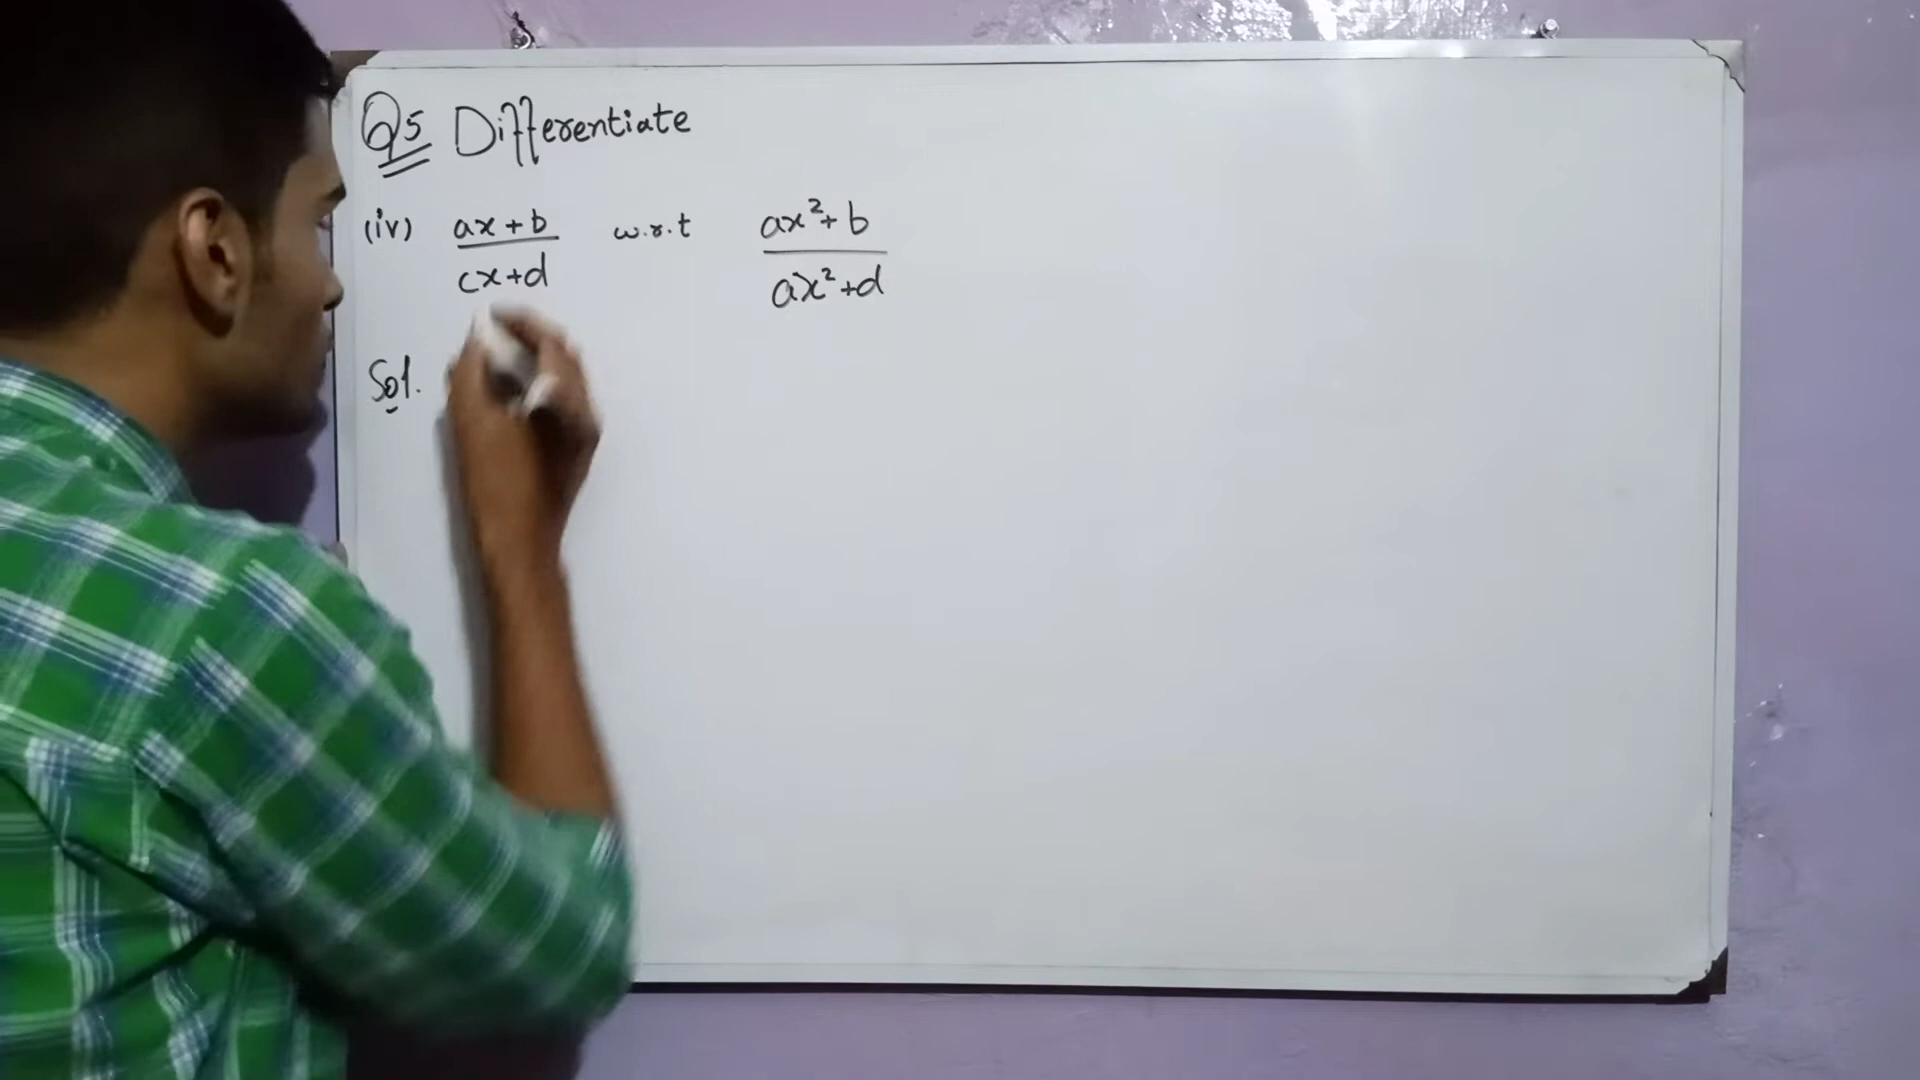 Q5 Differentiate
(iv) ax+b / cx+d w.r.t ax²+b / ax²+d
Sol.